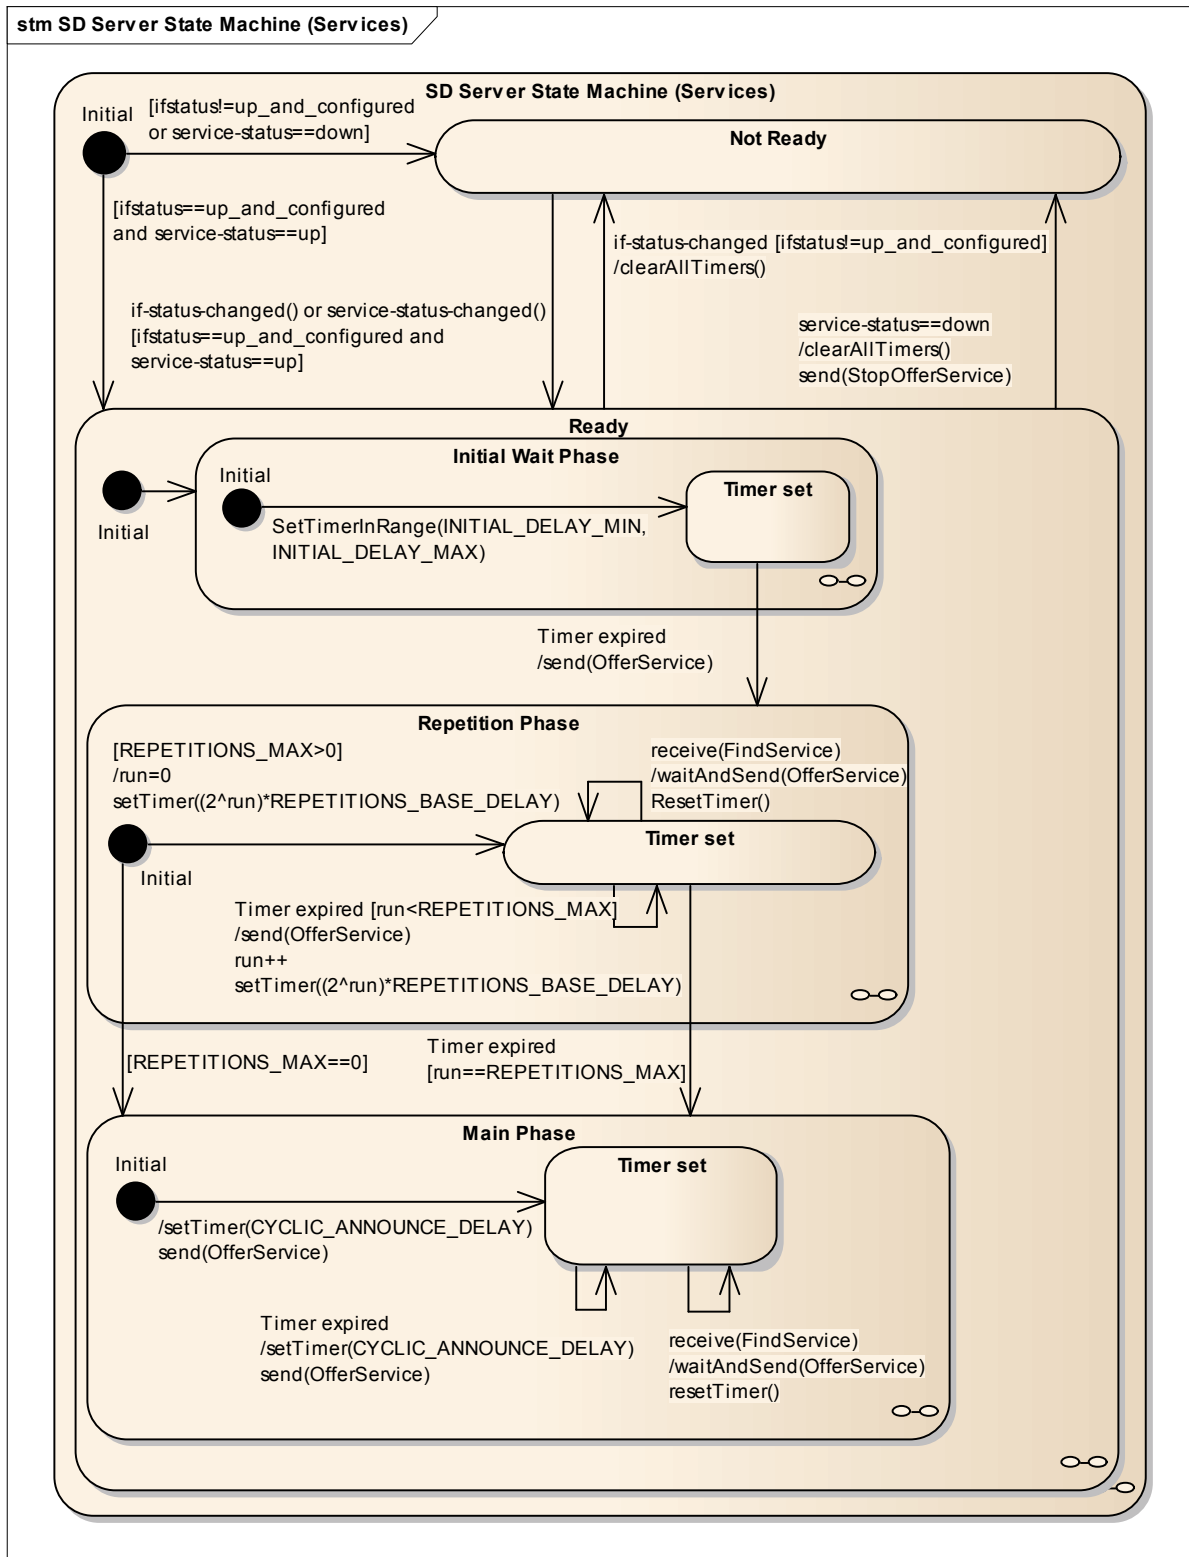 stm SD Server State Machine (Services)
SD Server State Machine (Services)
Initial
[ifstatus!=up_and_configured
or service-status==down]
Not Ready
[ifstatus==up_and_configured
and service-status==up]
if-status-changed [ifstatus!=up_and_configured]
/clearAllTimers()
if-status-changed() or service-status-changed()
[ifstatus==up_and_configured and
service-status==up]
service-status==down
/clearAllTimers()
send(StopOfferService)
Ready
Initial
Initial Wait Phase
Initial
Timer set
SetTimerInRange(INITIAL_DELAY_MIN,
INITIAL_DELAY_MAX)
Timer expired
/send(OfferService)
Repetition Phase
[REPETITIONS_MAX>0]
/run=0
setTimer((2^run)*REPETITIONS_BASE_DELAY)
receive(FindService)
/waitAndSend(OfferService)
ResetTimer()
Initial
Timer set
Timer expired [run<REPETITIONS_MAX]
/send(OfferService)
run++
setTimer((2^run)*REPETITIONS_BASE_DELAY)
[REPETITIONS_MAX==0]
Timer expired
[run==REPETITIONS_MAX]
Main Phase
Initial
Timer set
/setTimer(CYCLIC_ANNOUNCE_DELAY)
send(OfferService)
Timer expired
/setTimer(CYCLIC_ANNOUNCE_DELAY)
send(OfferService)
receive(FindService)
/waitAndSend(OfferService)
resetTimer()